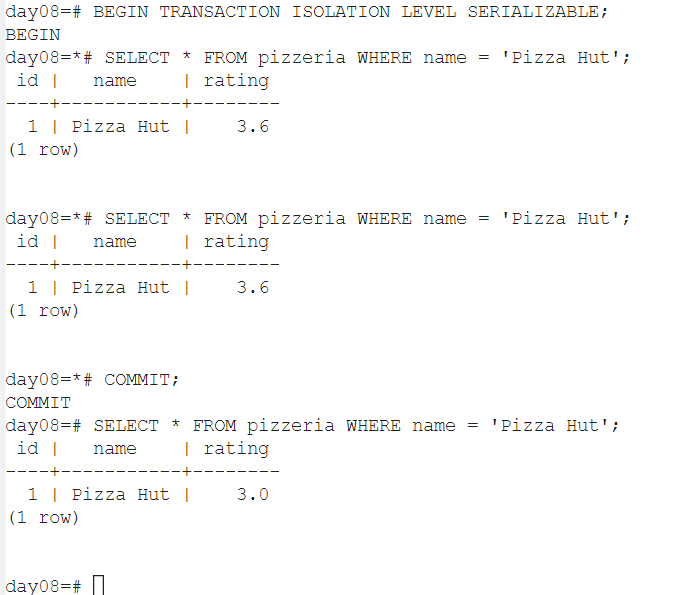 day08=# BEGIN TRANSACTION ISOLATION LEVEL SERIALIZABLE;
BEGIN
day08=*# SELECT * FROM pizzeria WHERE name = 'Pizza Hut';
 id |   name    | rating
----+-----------+--------
  1 | Pizza Hut |    3.6
(1 row)

day08=*# SELECT * FROM pizzeria WHERE name = 'Pizza Hut';
 id |   name    | rating
----+-----------+--------
  1 | Pizza Hut |    3.6
(1 row)

day08=*# COMMIT;
COMMIT
day08=# SELECT * FROM pizzeria WHERE name = 'Pizza Hut';
 id |   name    | rating
----+-----------+--------
  1 | Pizza Hut |    3.0
(1 row)

day08=#